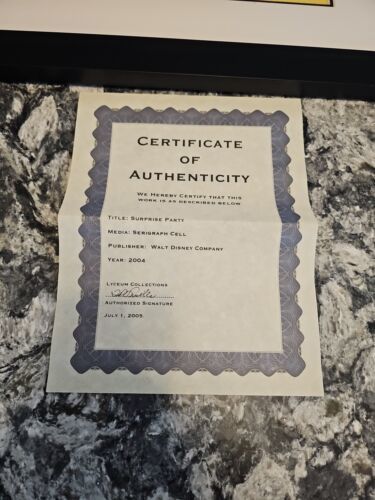 CERTIFICATE
OF
AUTHENTICITY
WE HEREBY CERTIFY THAT THIS
WORK IS AS DESCRIBED BELOW
TITLE: SURPRISE PARTY
MEDIA: SERIGRAPH CELL
PUBLISHER: WALT DISNEY COMPANY
YEAR: 2004
LYCEUM COLLECTIONS
AUTHORIZED SIGNATURE
JULY 1, 2005